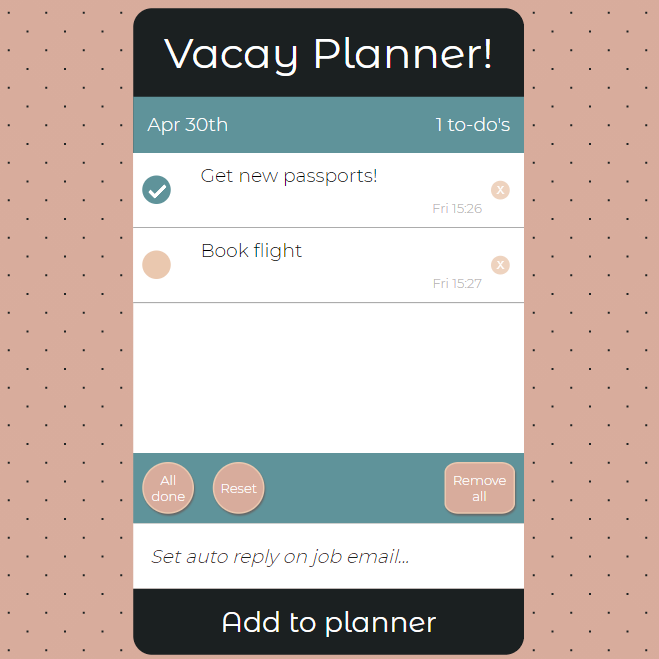 Vacay Planner!
Apr 30th 1 to-do's
Get new passports!
X
Fri 15:26
Book flight
X
Fri 15:27
All
done
Reset
Remove
all
Set auto reply on job email...
Add to planner